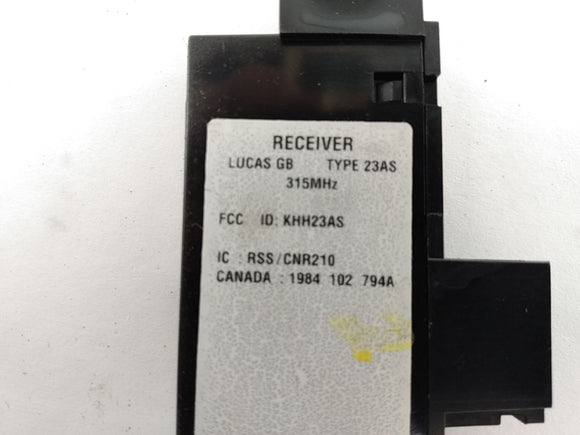 RECEIVER
LUCAS GB TYPE 23AS
315MHz
FCC ID: KHH23AS
IC : RSS/CNR210
CANADA : 1984 102 794A